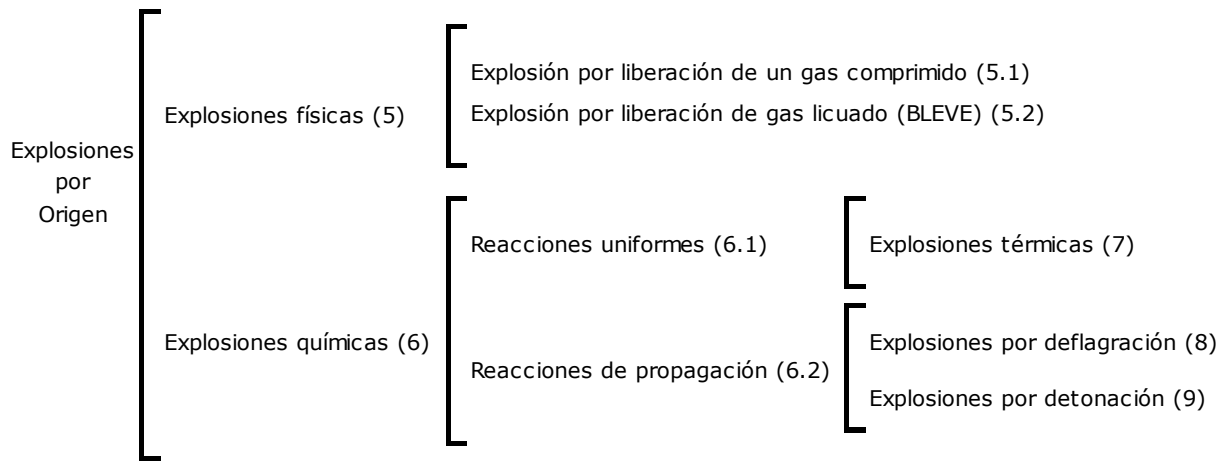 Explosiones
por
Origen
Explosiones físicas (5)
Explosión por liberación de un gas comprimido (5.1)
Explosión por liberación de gas licuado (BLEVE) (5.2)
Explosiones químicas (6)
Reacciones uniformes (6.1)
Explosiones térmicas (7)
Reacciones de propagación (6.2)
Explosiones por deflagración (8)
Explosiones por detonación (9)